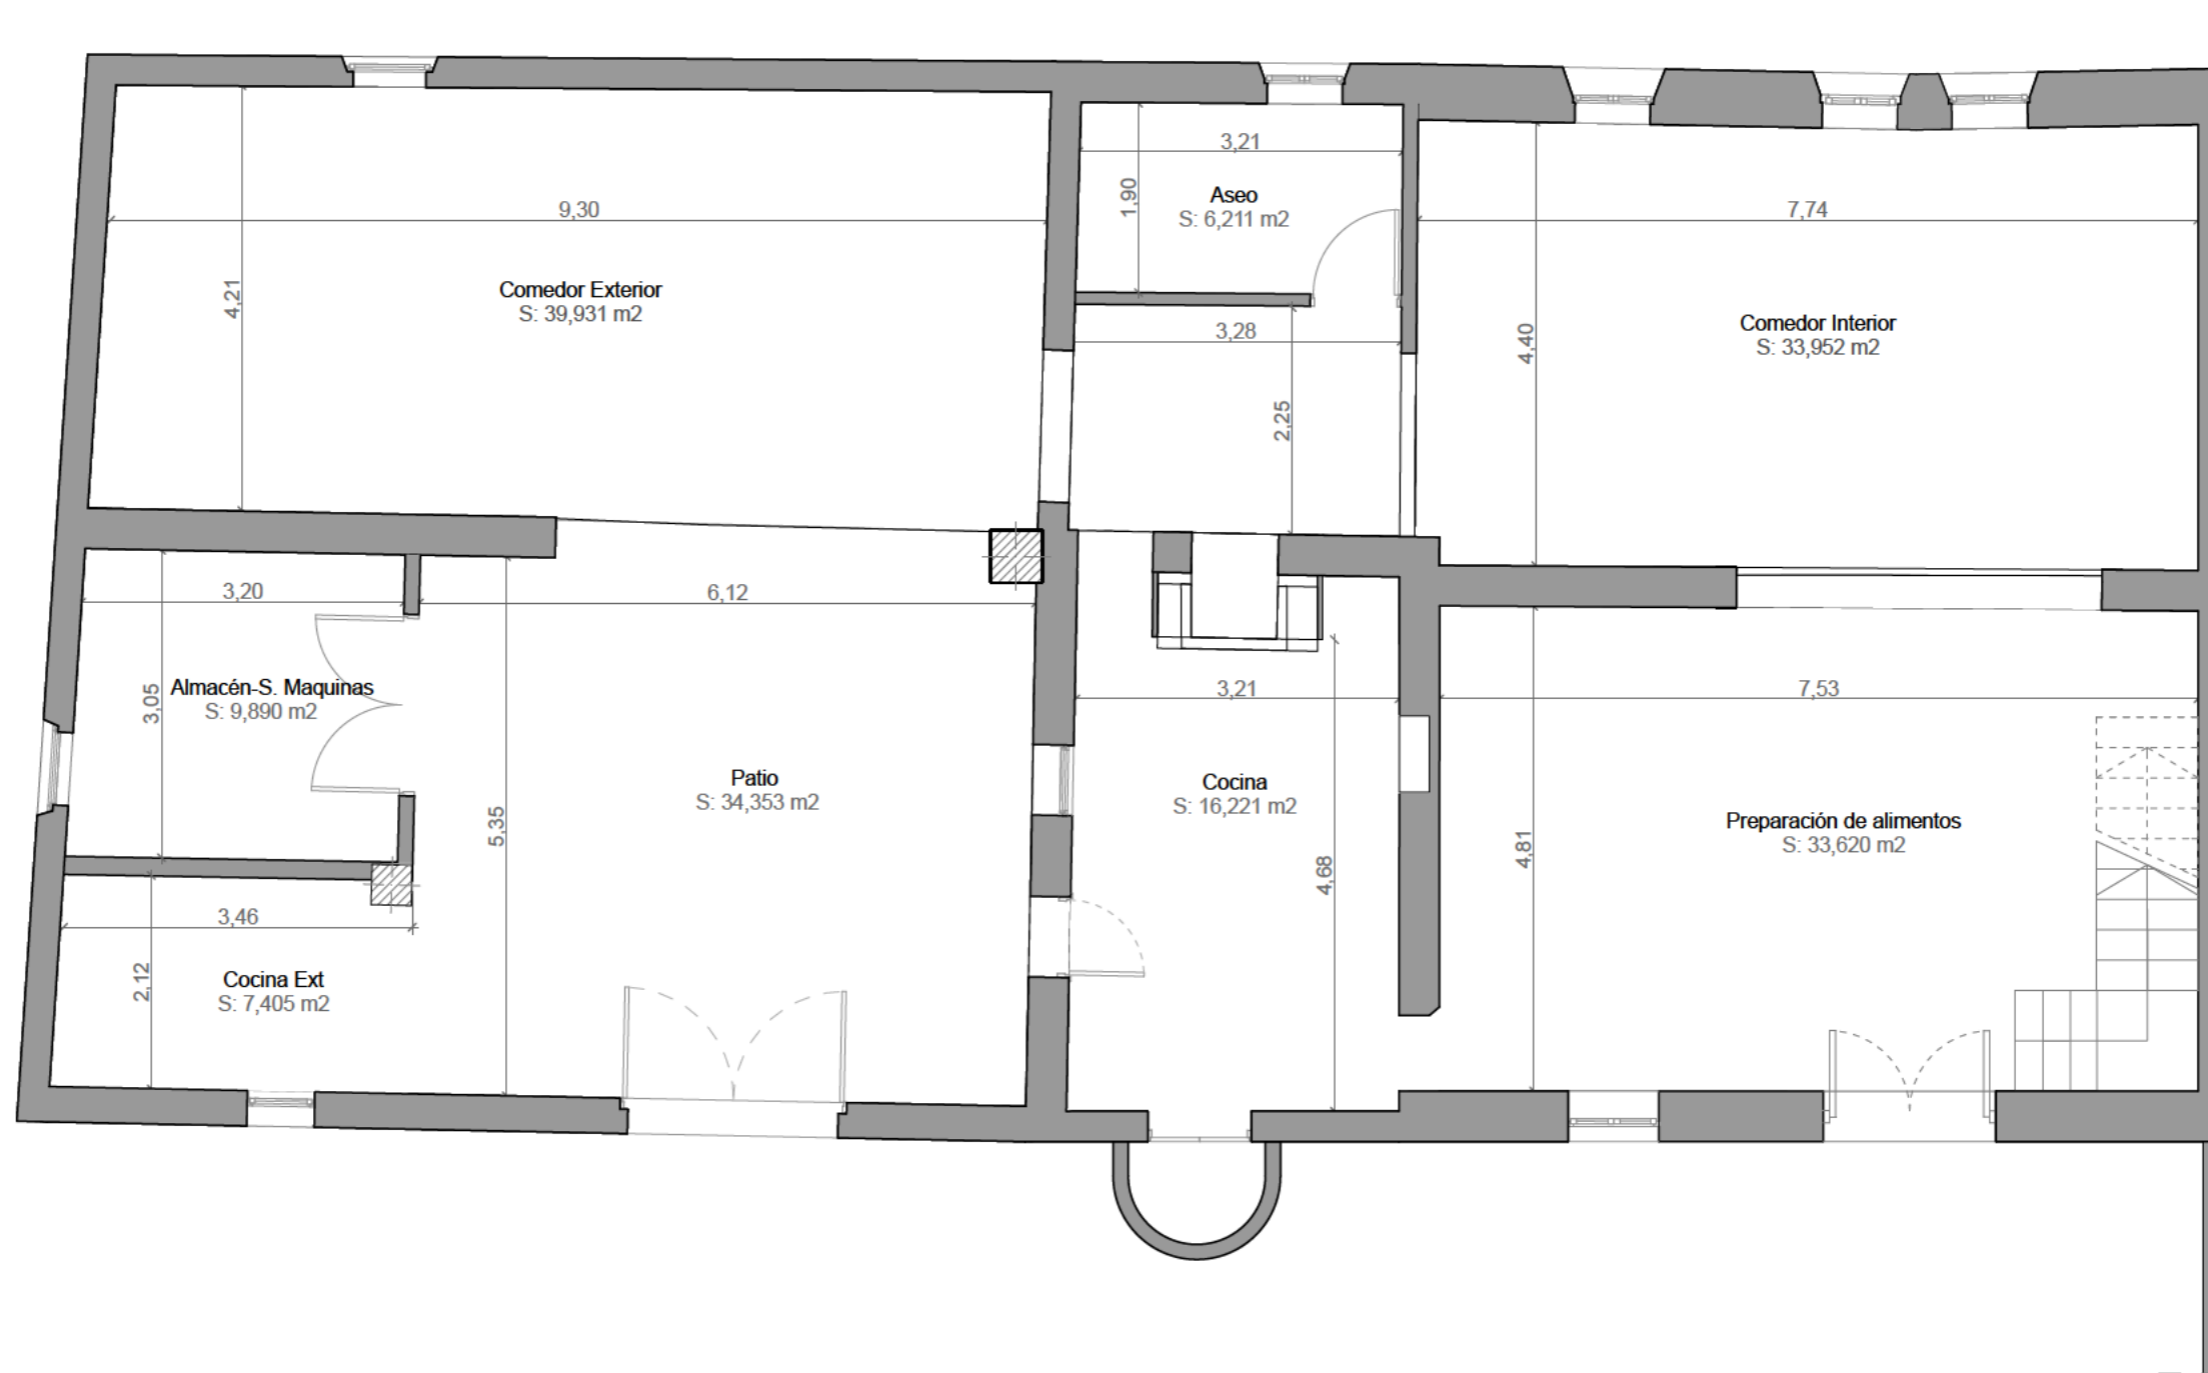 9,30
4,21
Comedor Exterior
S: 39,931 m2
3,21
1,90
Aseo
S: 6,211 m2
3,28
2,25
7,74
4,40
Comedor Interior
S: 33,952 m2
3,20
3,05
Almacén-S. Maquinas
S: 9,890 m2
6,12
5,35
Patio
S: 34,353 m2
3,46
2,12
Cocina Ext
S: 7,405 m2
3,21
Cocina
S: 16,221 m2
4,68
7,53
4,81
Preparación de alimentos
S: 33,620 m2